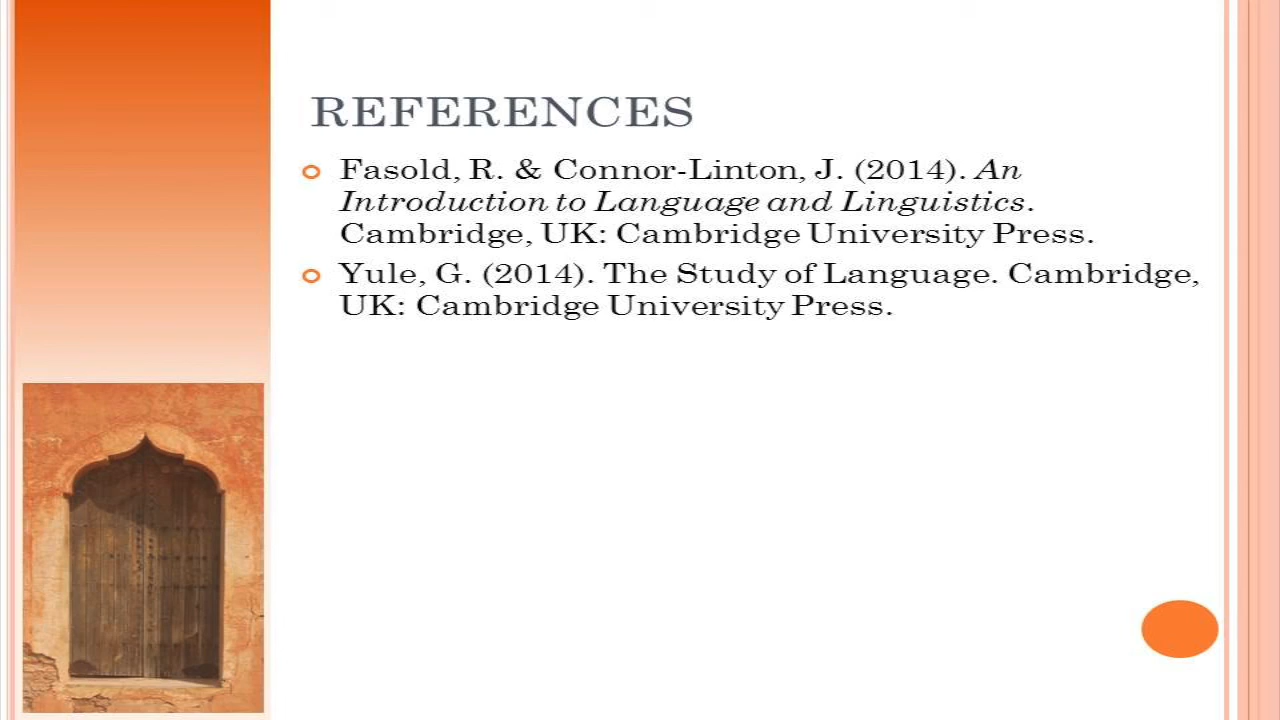 REFERENCES
Fasold, R. & Connor-Linton, J. (2014). An
Introduction to Language and Linguistics.
Cambridge, UK: Cambridge University Press.
Yule, G. (2014). The Study of Language. Cambridge,
UK: Cambridge University Press.